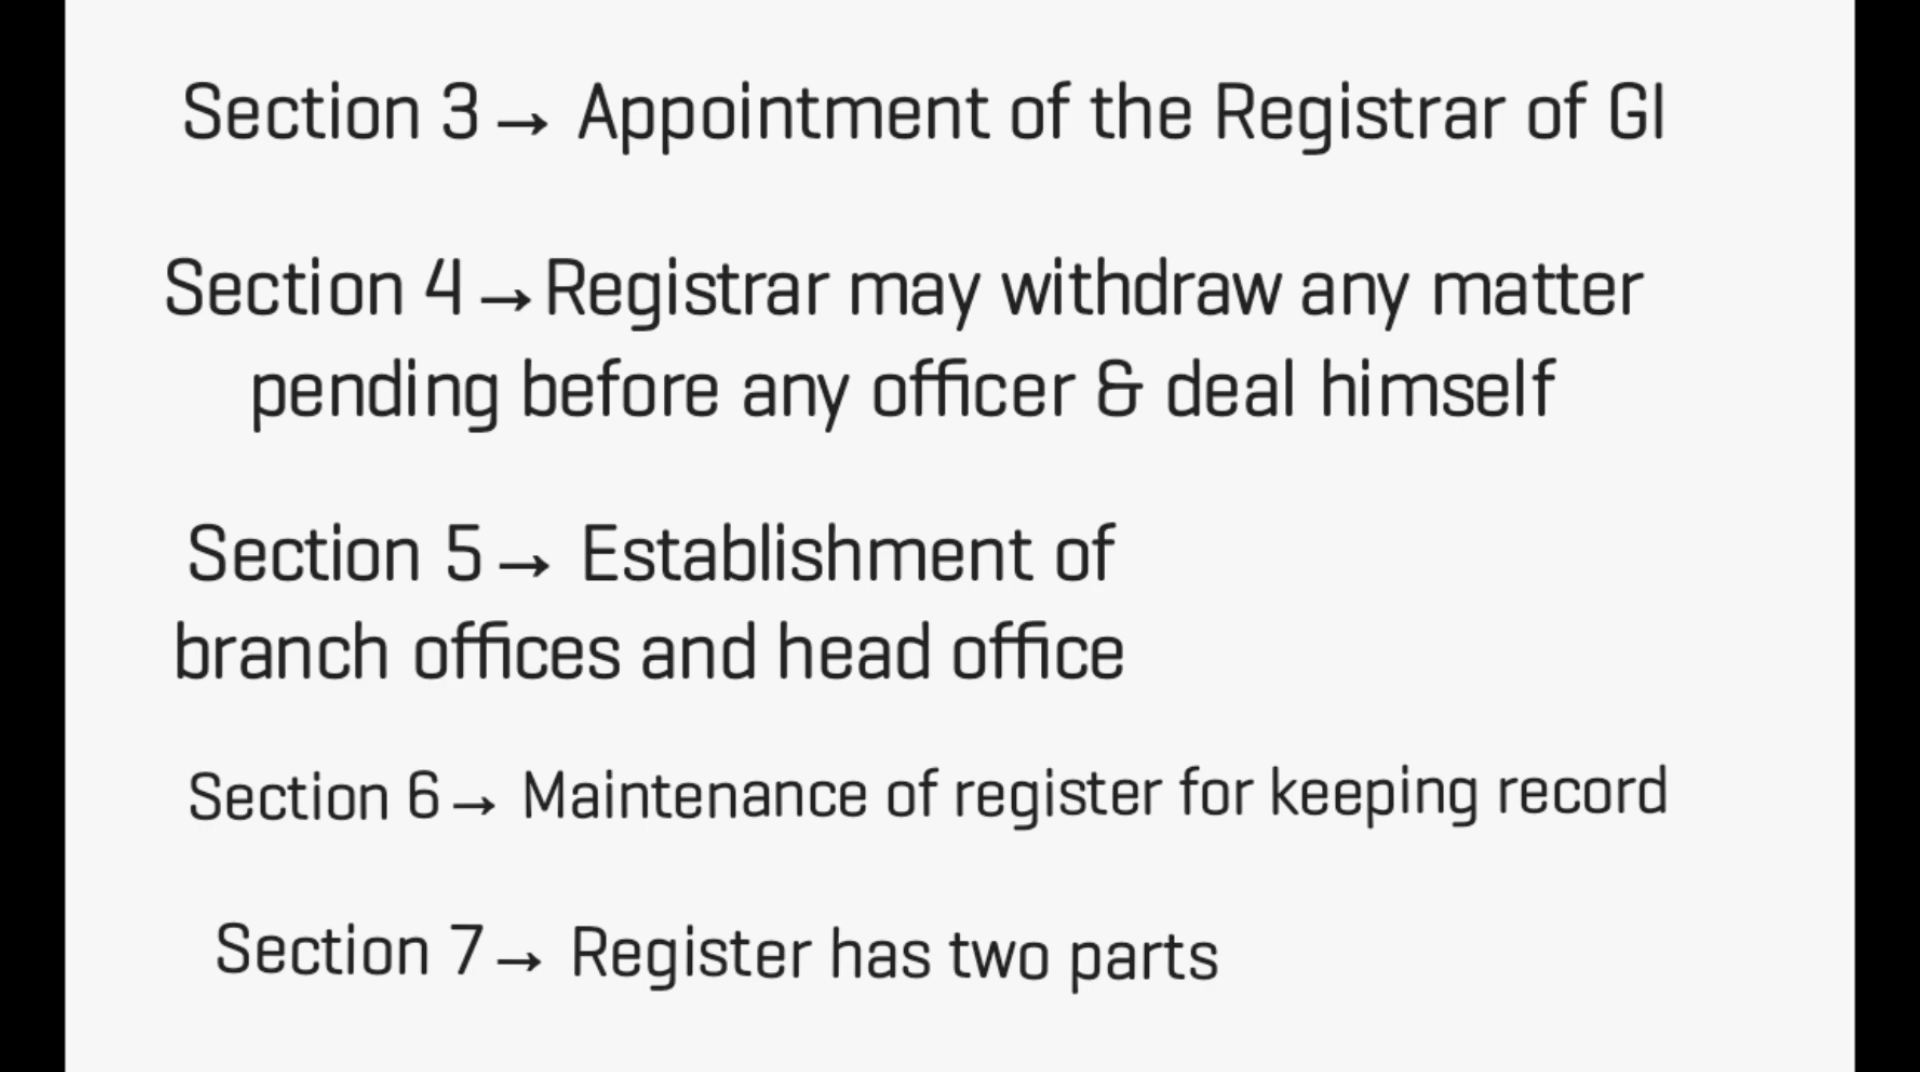 Section 3→ Appointment of the Registrar of GI
Section 4→Registrar may withdraw any matter
pending before any officer & deal himself
Section 5→ Establishment of
branch offices and head office
Section 6→ Maintenance of register for keeping record
Section 7→ Register has two parts